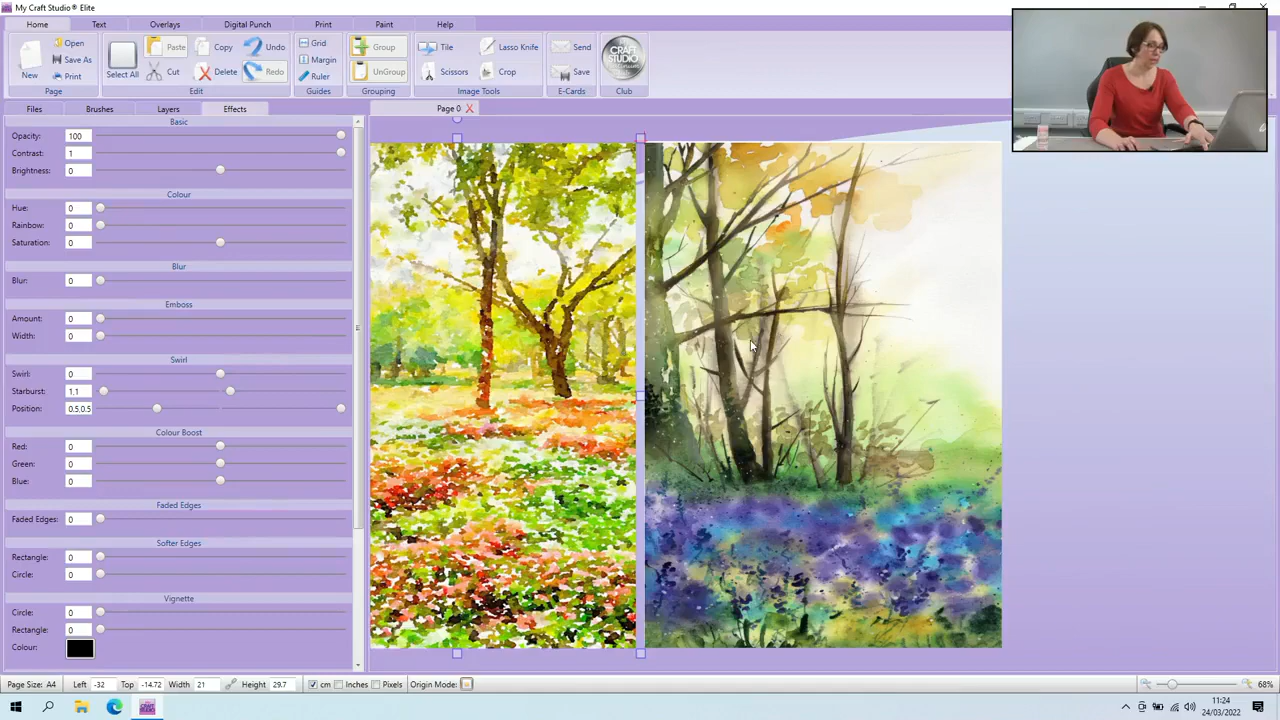 My Craft Studio® Elite
Home Text Overlays Digital Punch Print Paint Help
New Open Save As Print
Select All Paste Copy Undo
Cut Delete Redo
Grid Margin Ruler
Group UnGroup
Tile Lasso Knife
Scissors Crop
Send Save
CRAFT STUDIO
Page Edit Guides Grouping Image Tools E-Cards Club
Files Brushes Layers Effects
Page 0
Basic
Opacity: 100
Contrast: 1
Brightness: 0
Colour
Hue: 0
Rainbow: 0
Saturation: 0
Blur
Blur: 0
Emboss
Amount: 0
Width: 0
Swirl
Swirl: 0
Starburst: 1,1
Position: 0.5,0.5
Colour Boost
Red: 0
Green: 0
Blue: 0
Faded Edges
Faded Edges: 0
Softer Edges
Rectangle: 0
Circle: 0
Vignette
Circle: 0
Rectangle: 0
Colour:
Page Size: A4 Left -32 Top -14.72 Width 21 Height 29.7 cm Inches Pixels Origin Mode: 68%
11:24
24/03/2022